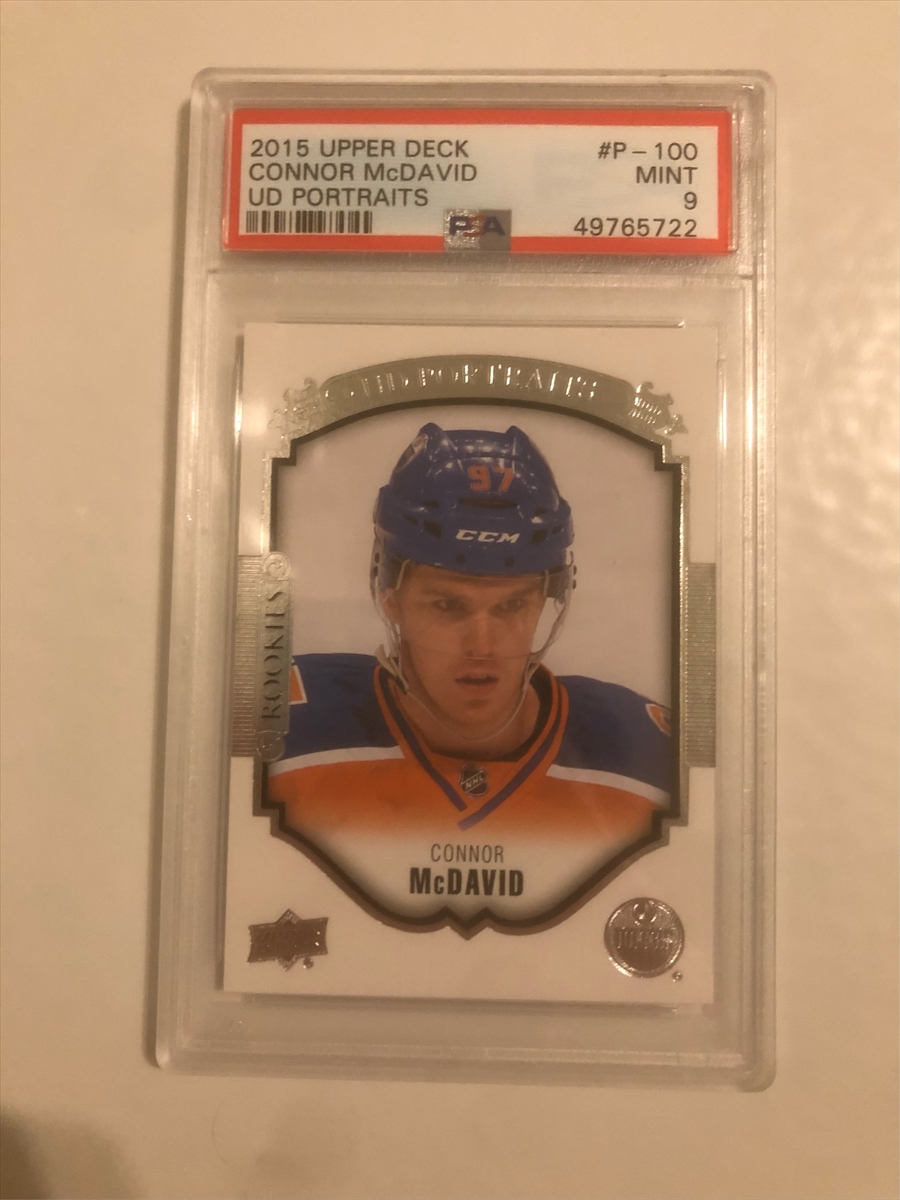 2015 UPPER DECK #P-100
CONNOR McDAVID MINT
UD PORTRAITS 9
PSA 49765722
UD PORTRAITS
97
CCM
ROOKIES
NHL
CONNOR
McDAVID
OILERS